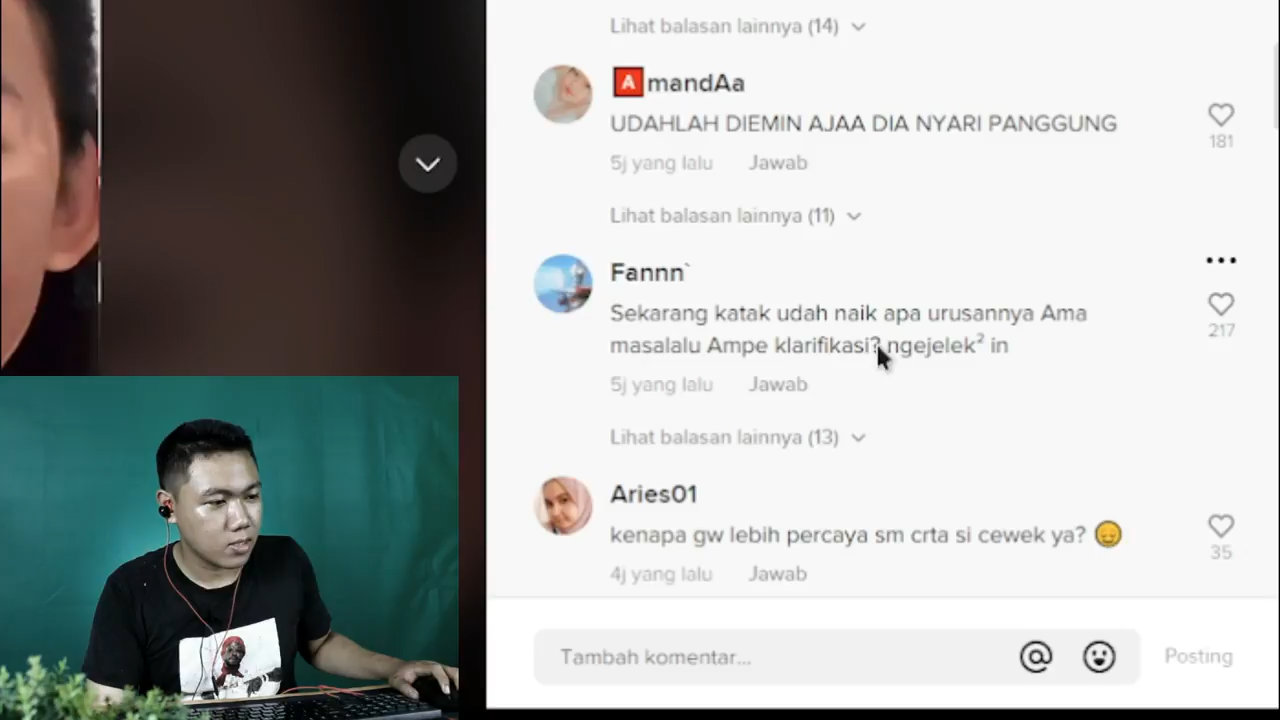 Lihat balasan lainnya (14)
🅰mandAa
UDAHLAH DIEMIN AJAA DIA NYARI PANGGUNG
181
5j yang lalu Jawab
Lihat balasan lainnya (11)
Fannn`
Sekarang katak udah naik apa urusannya Ama
masalalu Ampe klarifikasi? ngejelek² in
217
5j yang lalu Jawab
Lihat balasan lainnya (13)
Aries01
kenapa gw lebih percaya sm crta si cewek ya? 😑
35
4j yang lalu Jawab
Tambah komentar...
Posting